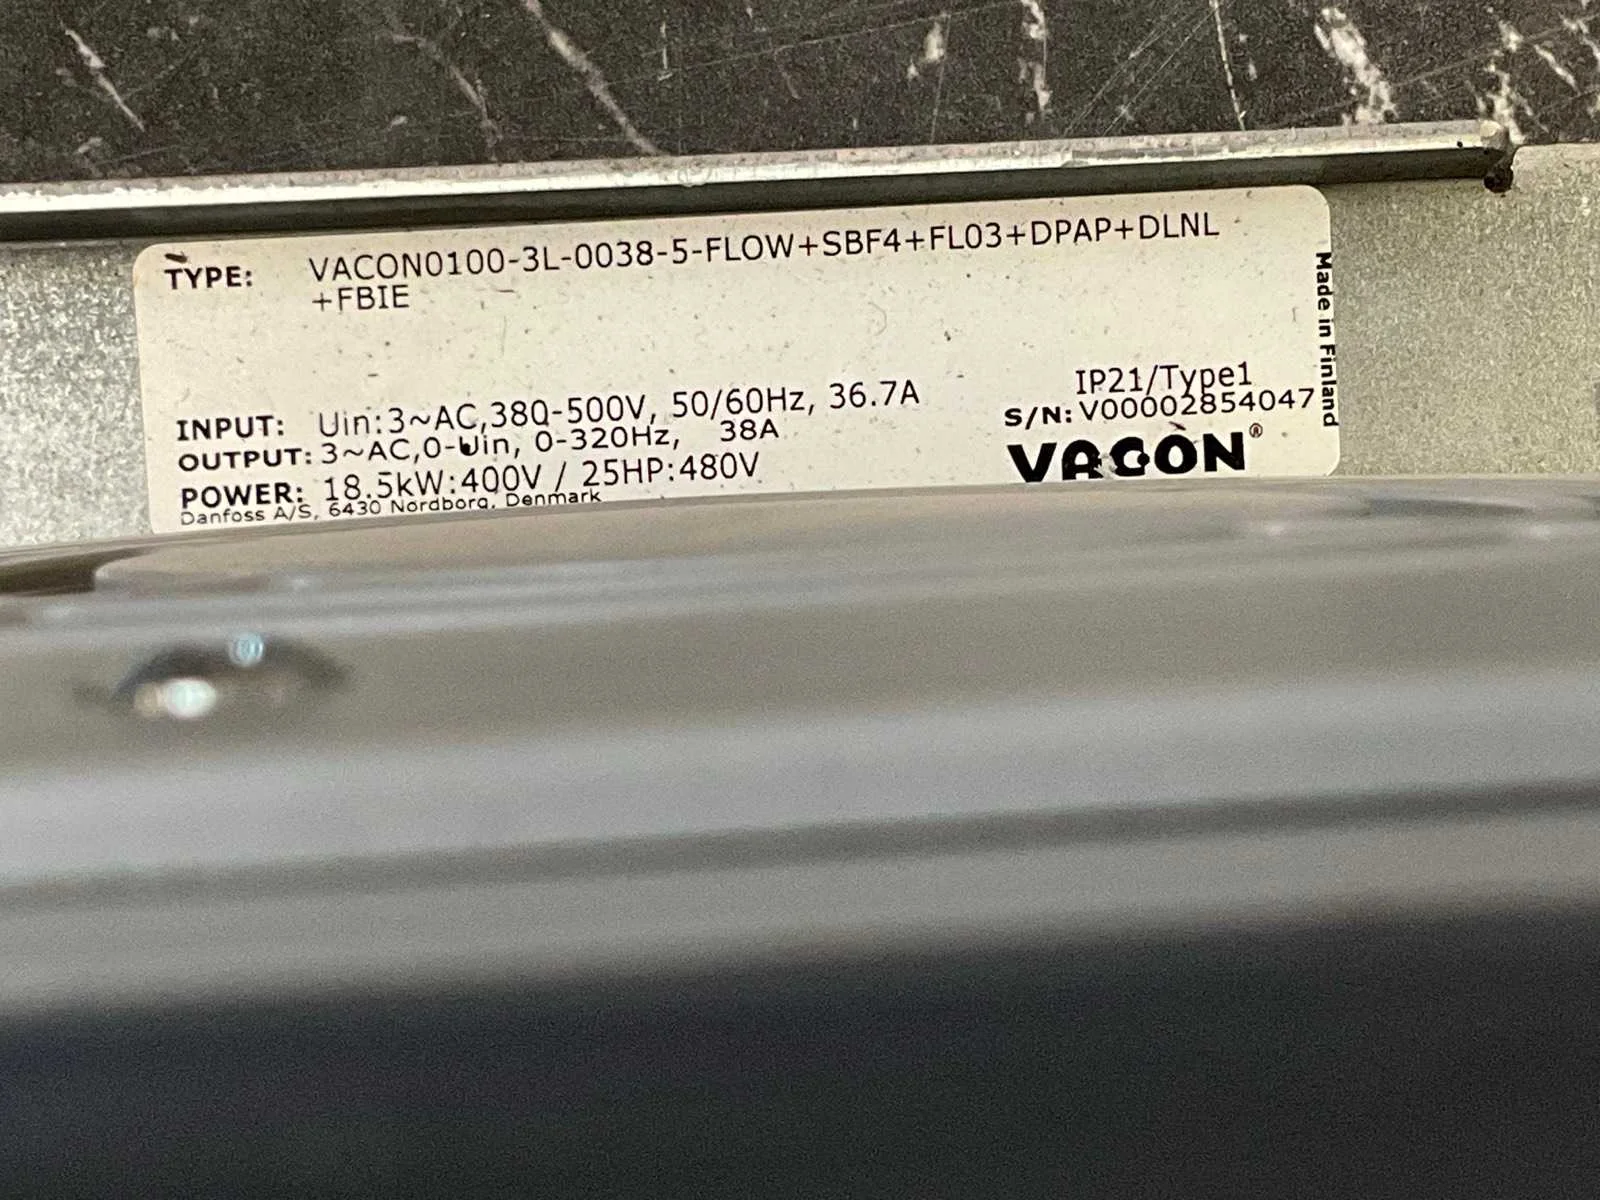 TYPE: VACON0100-3L-0038-5-FLOW+SBF4+FL03+DPAP+DLNL
+FBIE
INPUT: Uin:3~AC,380-500V, 50/60Hz, 36.7A
OUTPUT: 3~AC,0-Uin, 0-320Hz, 38A
POWER: 18.5kW:400V / 25HP:480V
Danfoss A/S, 6430 Nordborg, Denmark
IP21/Type1
S/N: V00002854047
VACON®
Made in Finland